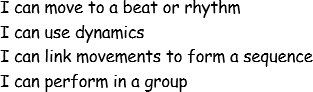 I can move to a beat or rhythm
I can use dynamics
I can link movements to form a sequence
I can perform in a group